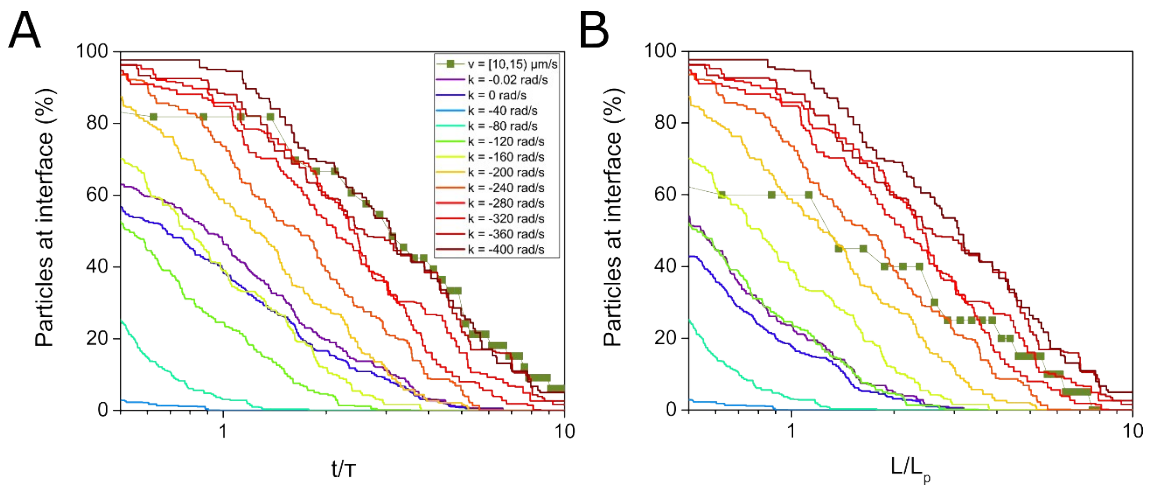 A
B
Particles at interface (%)
100
80
60
40
20
0
1
10
t/τ
v = [10,15) µm/s
k = -0.02 rad/s
k = 0 rad/s
k = -40 rad/s
k = -80 rad/s
k = -120 rad/s
k = -160 rad/s
k = -200 rad/s
k = -240 rad/s
k = -280 rad/s
k = -320 rad/s
k = -360 rad/s
k = -400 rad/s
Particles at interface (%)
100
80
60
40
20
0
1
10
L/Lp